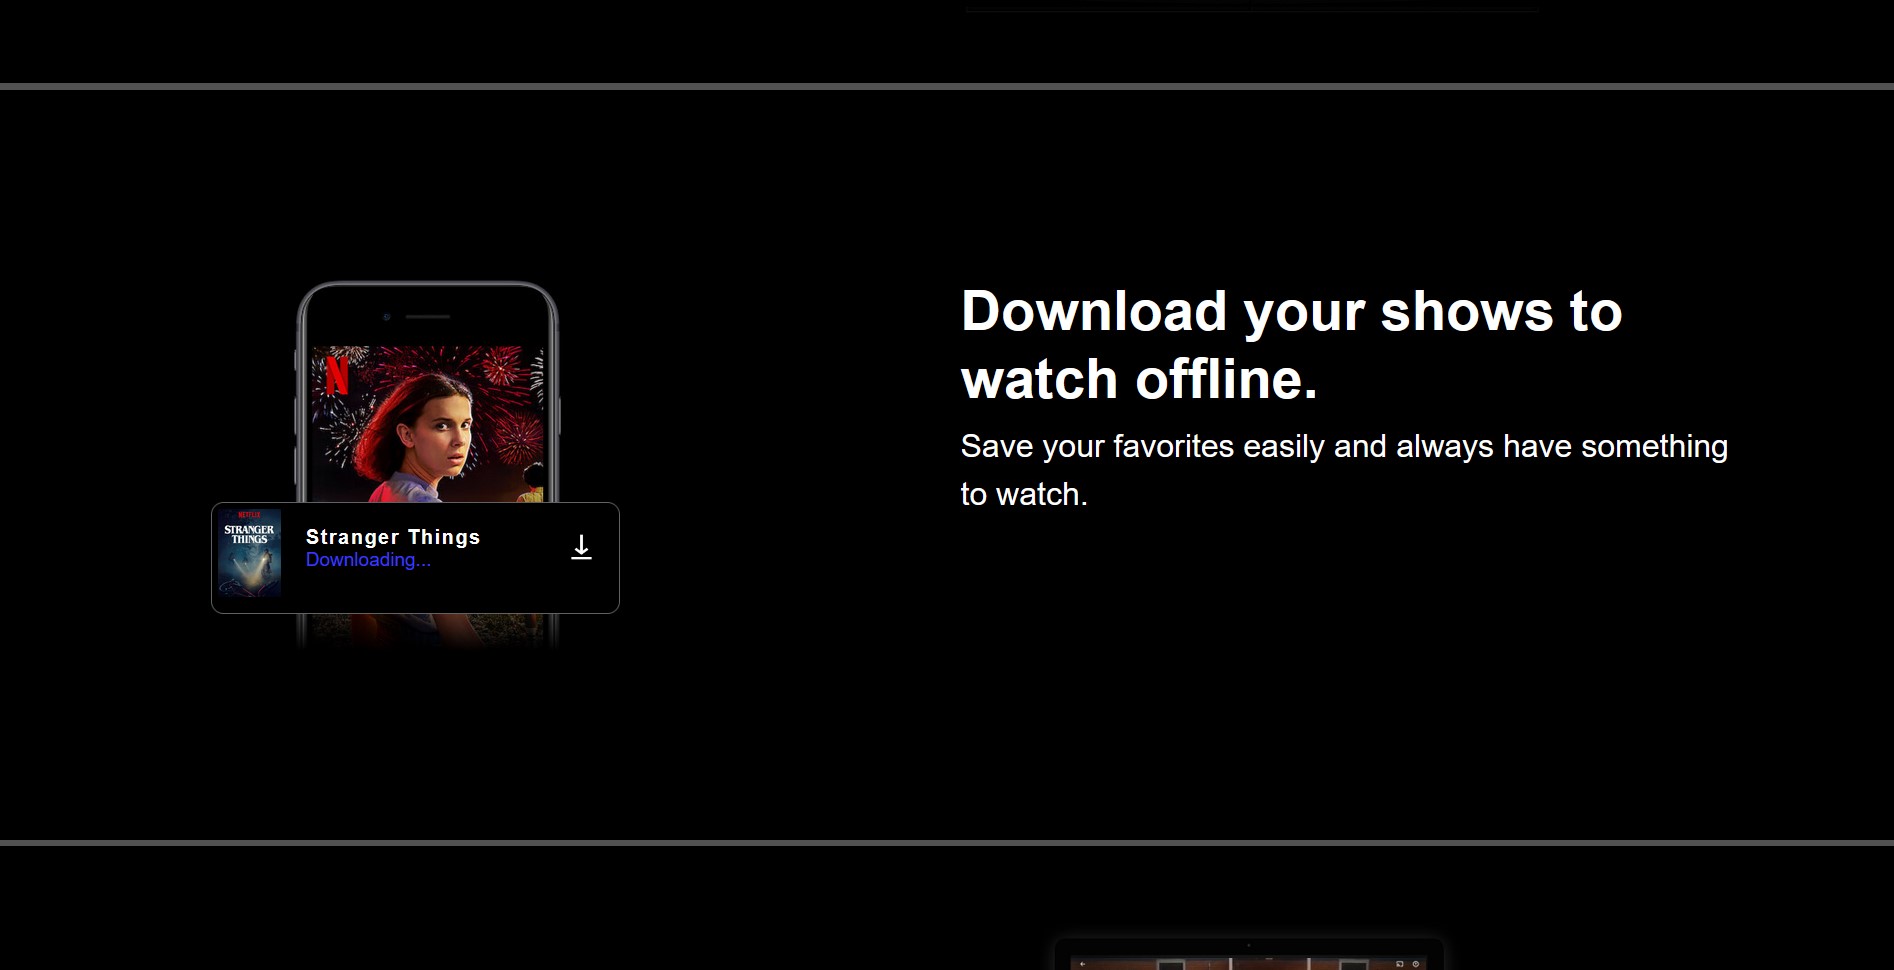 Download your shows to
watch offline.
Save your favorites easily and always have something
to watch.
N
NETFLIX
STRANGER
THINGS
Stranger Things
Downloading...